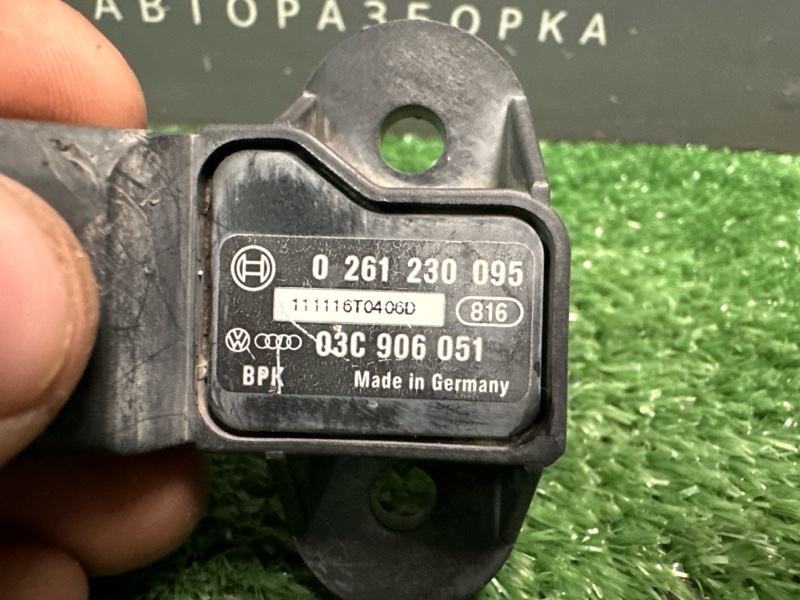 АВТОРАЗБОРКА
0 261 230 095
111116T0406D
816
03C 906 051
BPK
Made in Germany